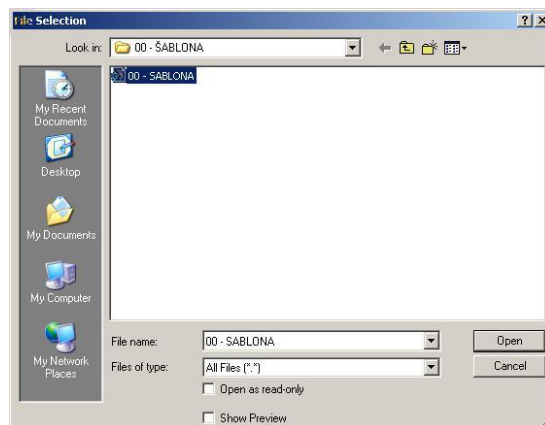 File Selection
Look in: 00 - ŠABLONA
00 - SABLONA
My Recent
Documents
Desktop
My Documents
My Computer
My Network
Places
File name: 00 - SABLONA Open
Files of type: All Files (*.*) Cancel
Open as read-only
Show Preview